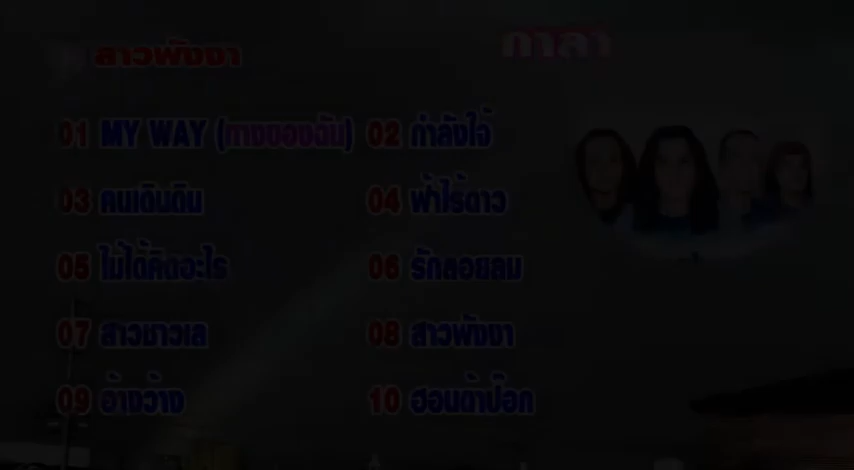 สาวพังงา
กาลา
01 MY WAY (ทางของฉัน) 02 กำลังใจ
03 คนเดินดิน 04 ฟ้าไร้ดาว
05 ไม่ได้คิดอะไร 06 รักลอยลม
07 สาวชาวเล 08 สาวพังงา
09 อ้างว้าง 10 ฮอนด้าป๊อก